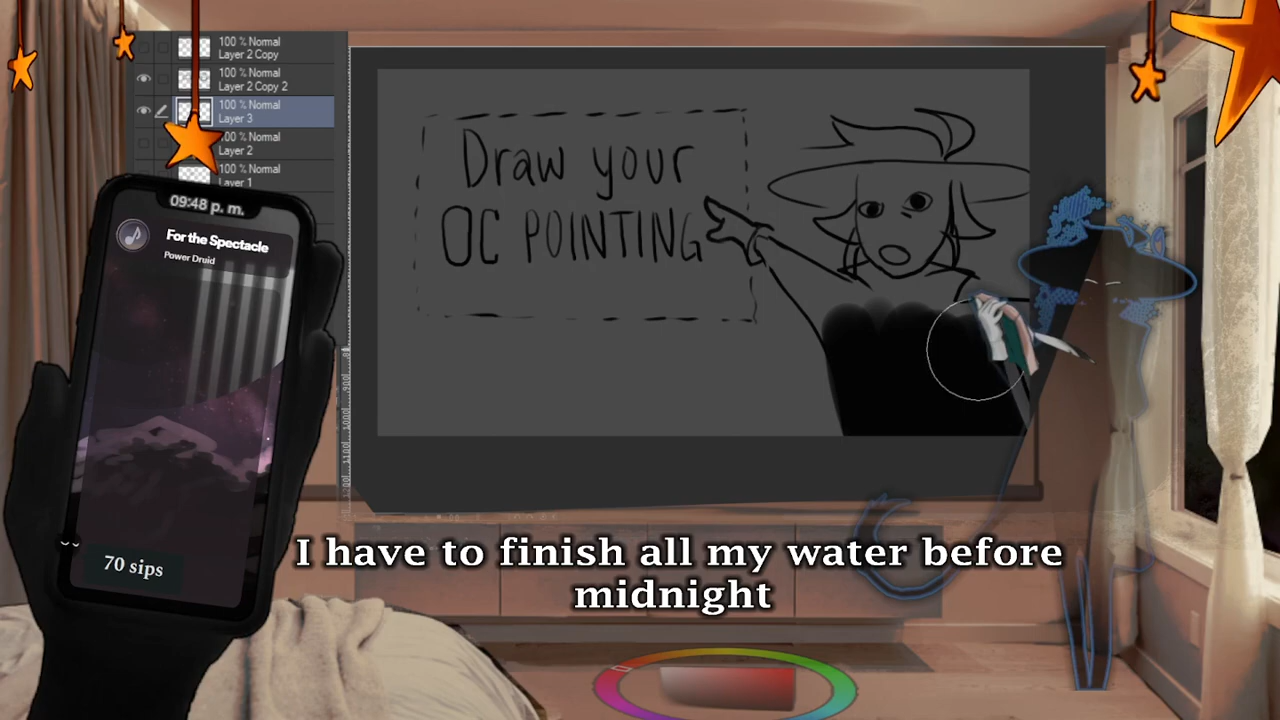 100 % Normal
Layer 2 Copy
100 % Normal
Layer 2 Copy 2
100 % Normal
Layer 3
00 % Normal
Layer 2
100 % Normal
Layer 1
09:48 p. m.
For the Spectacle
Power Druid
70 sips
Draw your
OC POINTING
I have to finish all my water before
midnight